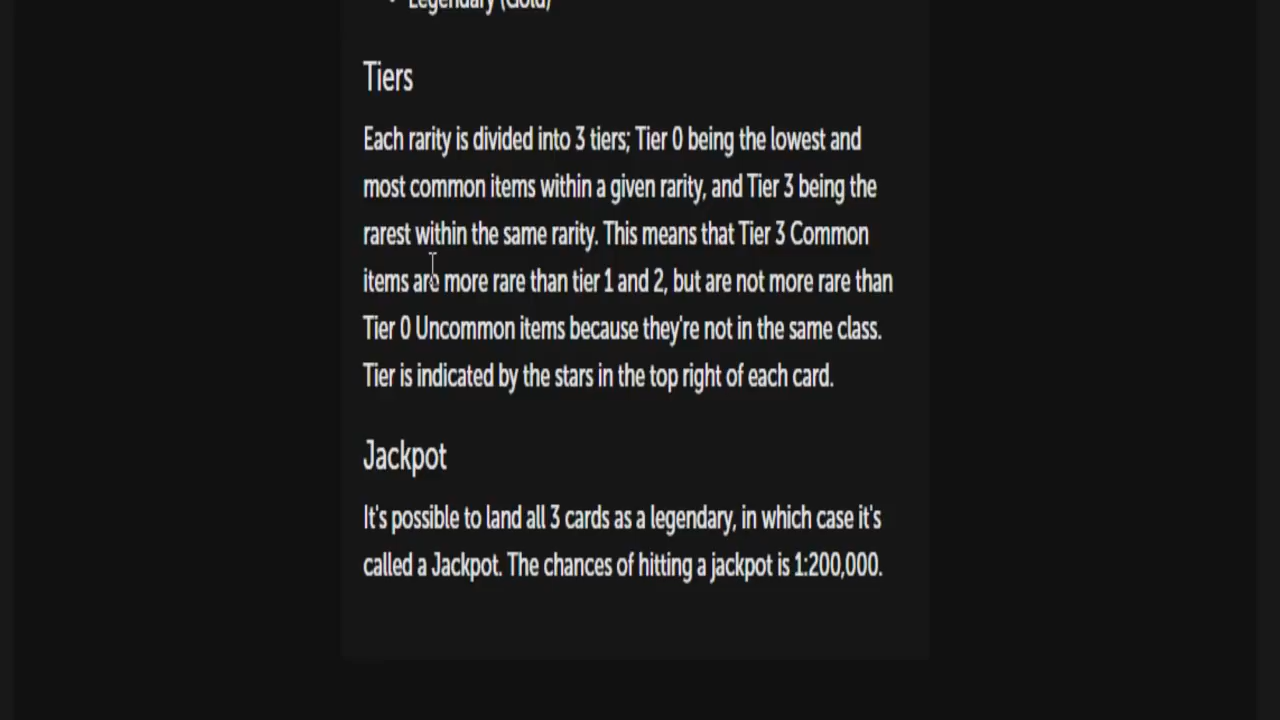 • Legendary (Gold)
Tiers
Each rarity is divided into 3 tiers; Tier 0 being the lowest and
most common items within a given rarity, and Tier 3 being the
rarest within the same rarity. This means that Tier 3 Common
items are more rare than tier 1 and 2, but are not more rare than
Tier 0 Uncommon items because they're not in the same class.
Tier is indicated by the stars in the top right of each card.
Jackpot
It's possible to land all 3 cards as a legendary, in which case it's
called a Jackpot. The chances of hitting a jackpot is 1:200,000.